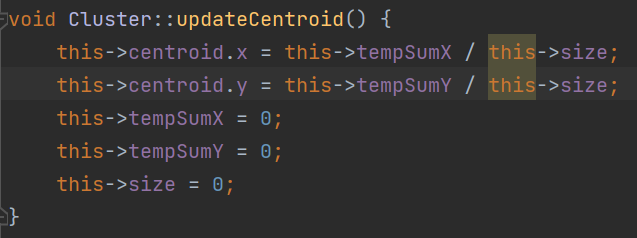 void Cluster::updateCentroid() {
    this->centroid.x = this->tempSumX / this->size;
    this->centroid.y = this->tempSumY / this->size;
    this->tempSumX = 0;
    this->tempSumY = 0;
    this->size = 0;
}